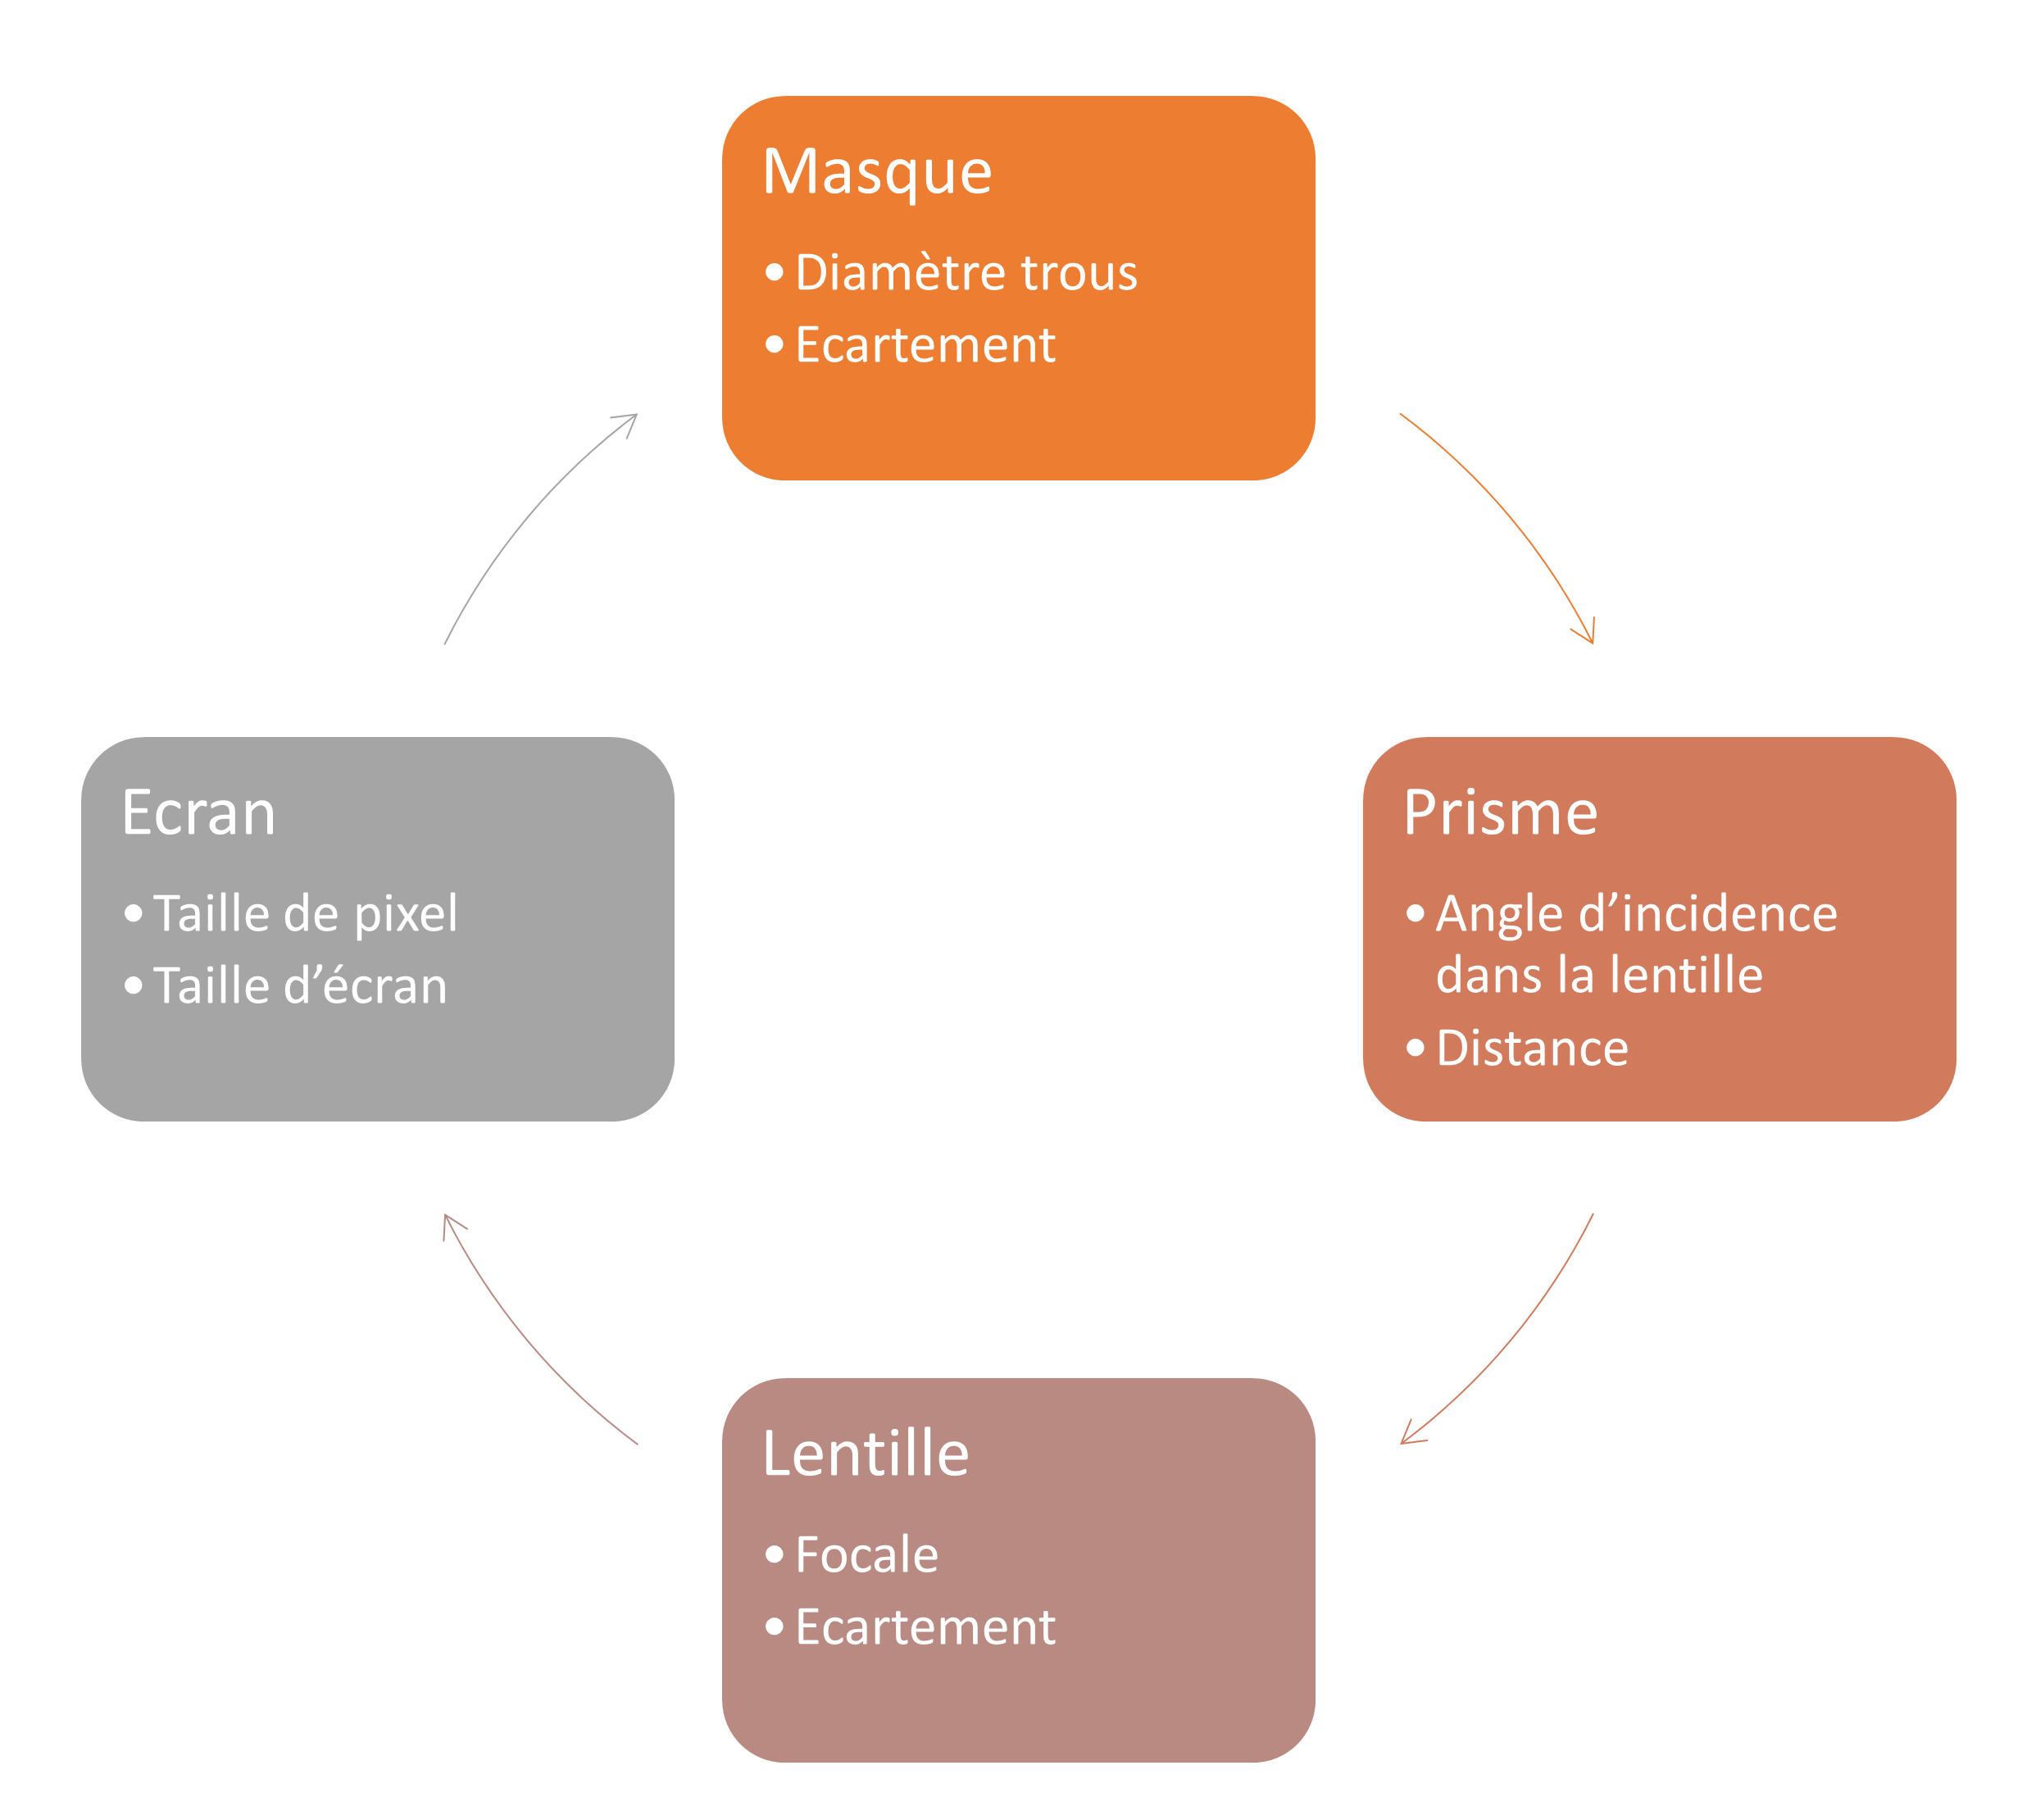 Masque
• Diamètre trous
• Ecartement
Prisme
• Angle d’incidence
dans la lentille
• Distance
Lentille
• Focale
• Ecartement
Ecran
• Taille de pixel
• Taille d’écran